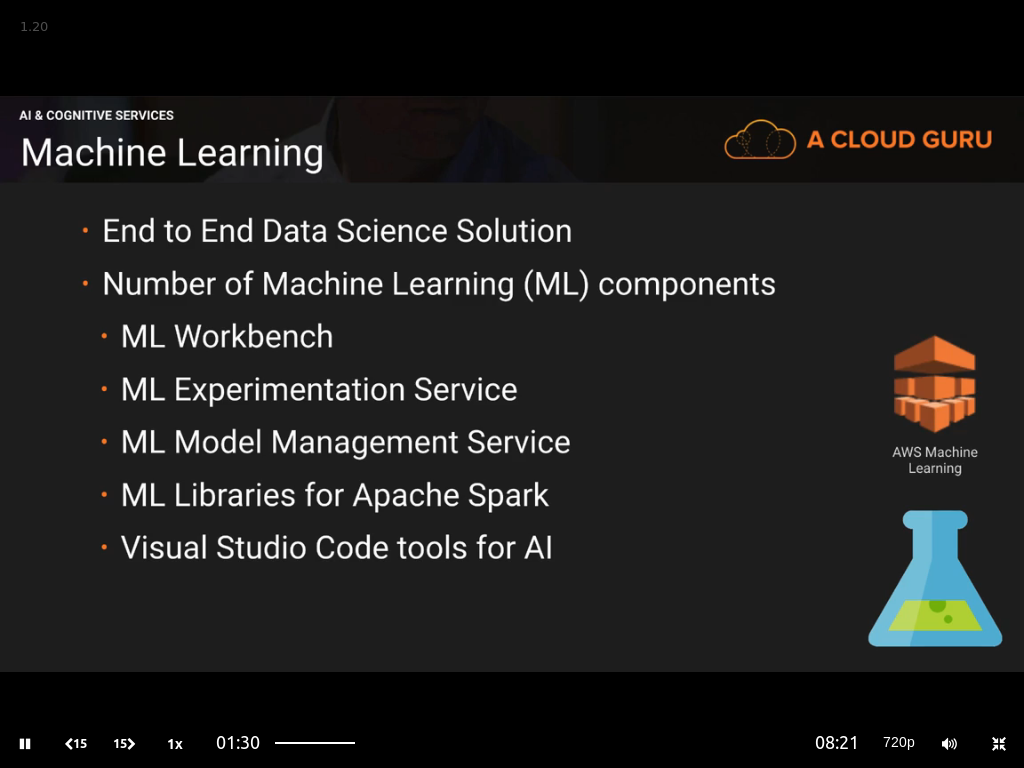 1.20
AI & COGNITIVE SERVICES
Machine Learning
A CLOUD GURU
End to End Data Science Solution
Number of Machine Learning (ML) components
ML Workbench
ML Experimentation Service
ML Model Management Service
ML Libraries for Apache Spark
Visual Studio Code tools for AI
AWS Machine
Learning
15 15 1x 01:30 08:21 720p